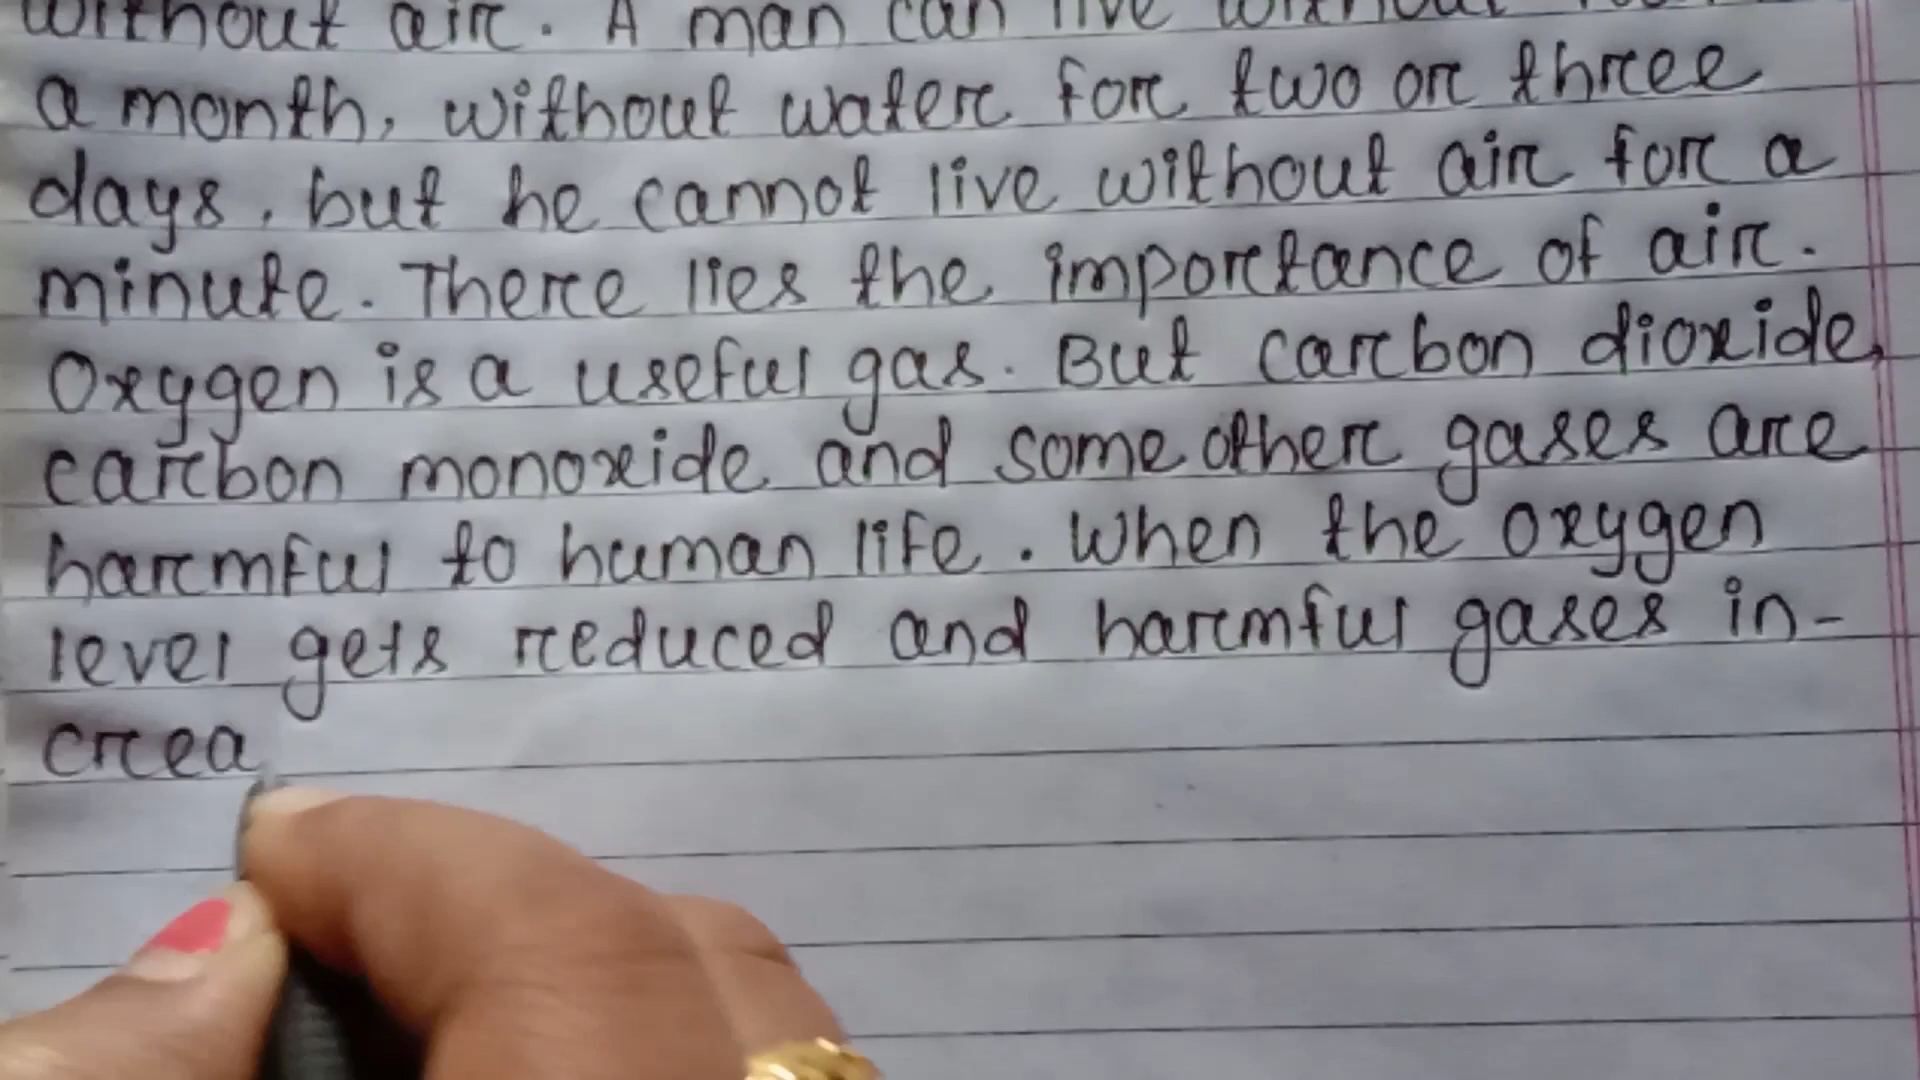 without air. A man can live without
a month, without water for two or three
days, but he cannot live without air for a
minute. There lies the importance of air.
Oxygen is a useful gas. But carbon dioxide,
carbon monoxide and some other gases are
harmful to human life. When the oxygen
level gets reduced and harmful gases in-
crea